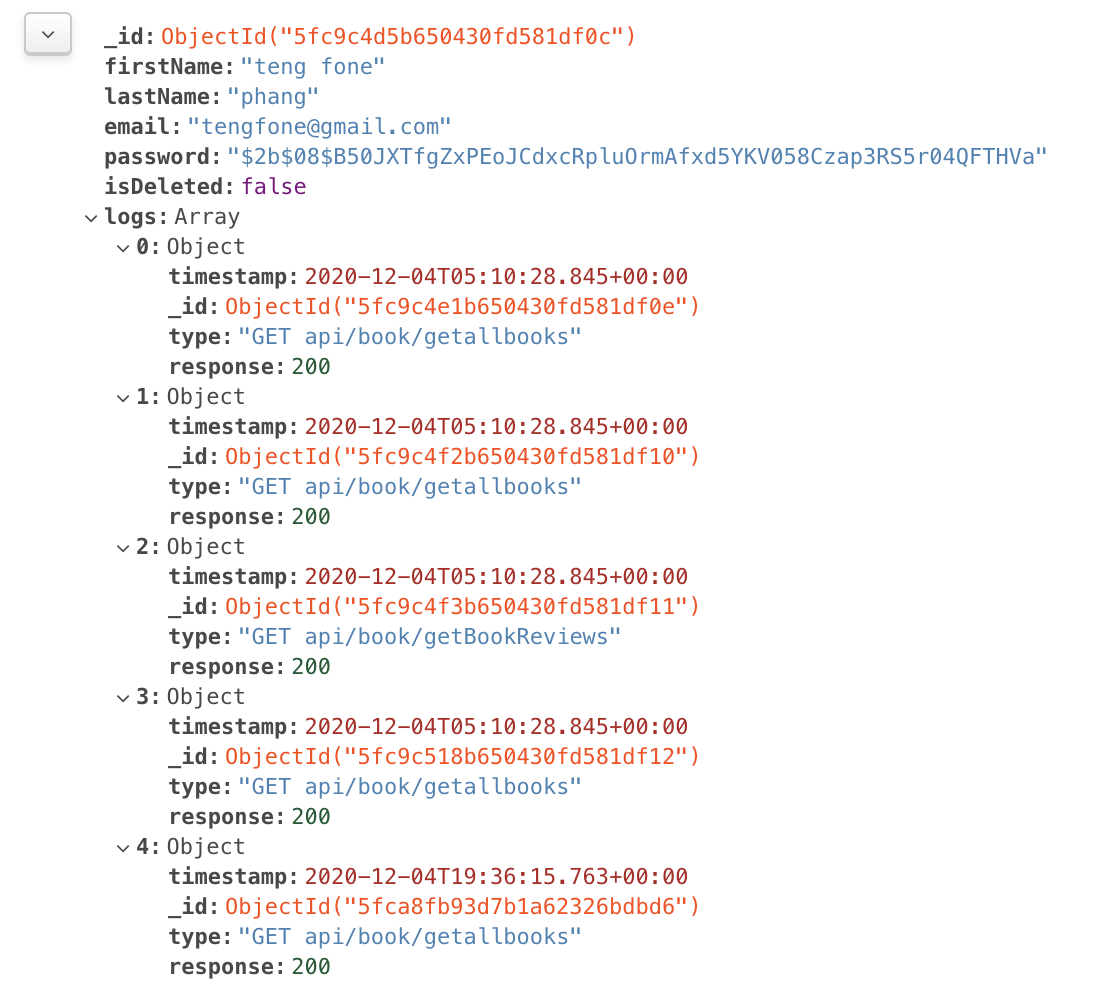 _id: ObjectId("5fc9c4d5b650430fd581df0c")
firstName: "teng fone"
lastName: "phang"
email: "tengfone@gmail.com"
password: "$2b$08$B50JXTfgZxPEoJCdxcRpluOrmAfxd5YKV058Czap3RS5r04QFTHVa"
isDeleted: false
logs: Array
0: Object
timestamp: 2020-12-04T05:10:28.845+00:00
_id: ObjectId("5fc9c4e1b650430fd581df0e")
type: "GET api/book/getallbooks"
response: 200
1: Object
timestamp: 2020-12-04T05:10:28.845+00:00
_id: ObjectId("5fc9c4f2b650430fd581df10")
type: "GET api/book/getallbooks"
response: 200
2: Object
timestamp: 2020-12-04T05:10:28.845+00:00
_id: ObjectId("5fc9c4f3b650430fd581df11")
type: "GET api/book/getBookReviews"
response: 200
3: Object
timestamp: 2020-12-04T05:10:28.845+00:00
_id: ObjectId("5fc9c518b650430fd581df12")
type: "GET api/book/getallbooks"
response: 200
4: Object
timestamp: 2020-12-04T19:36:15.763+00:00
_id: ObjectId("5fca8fb93d7b1a62326bdbd6")
type: "GET api/book/getallbooks"
response: 200